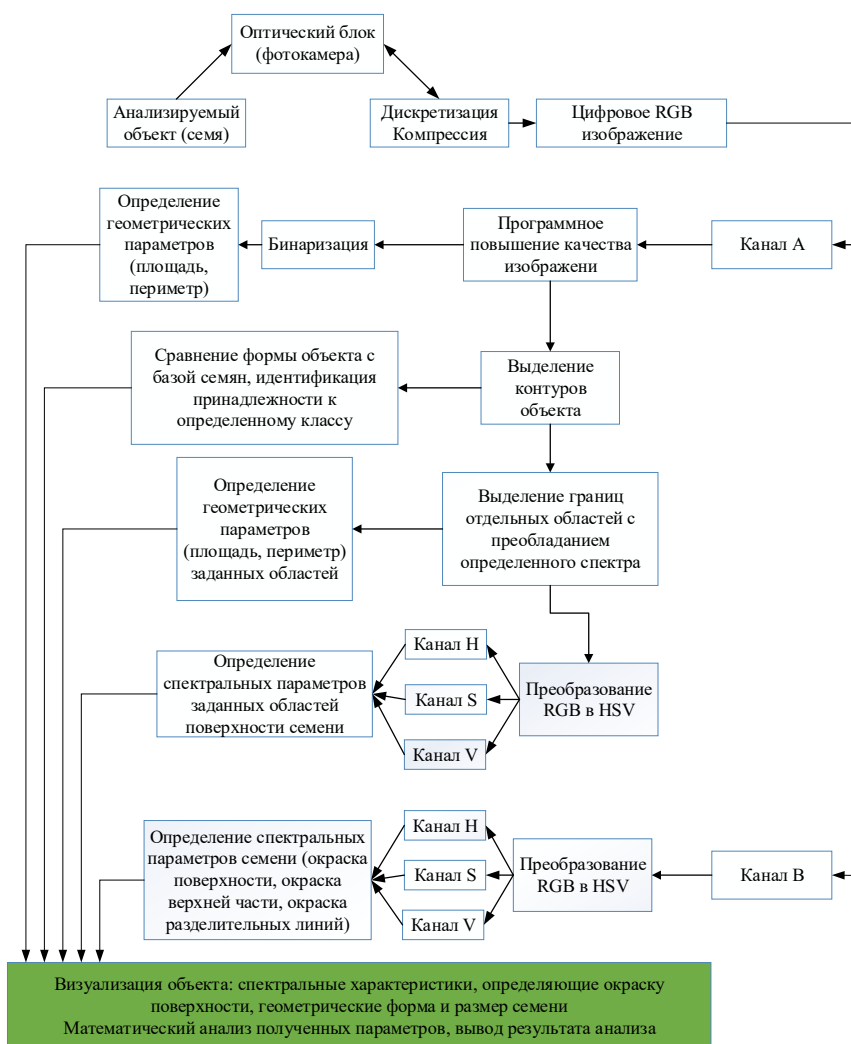 Оптический блок
(фотокамера)
Анализируемый
объект (семя)
Дискретизация
Компрессия
Цифровое RGB
изображение
Определение
геометрических
параметров
(площадь,
периметр)
Бинаризация
Программное
повышение качества
изображени
Канал A
Сравнение формы объекта с
базой семян, идентификация
принадлежности к
определенному классу
Выделение
контуров
объекта
Определение
геометрических
параметров
(площадь, периметр)
заданных областей
Выделение границ
отдельных областей с
преобладанием
определенного спектра
Определение
спектральных параметров
заданных областей
поверхности семени
Канал H
Канал S
Канал V
Преобразование
RGB в HSV
Определение спектральных
параметров семени (окраска
поверхности, окраска
верхней части, окраска
разделительных линий)
Канал H
Канал S
Канал V
Преобразование
RGB в HSV
Канал B
Визуализация объекта: спектральные характеристики, определяющие окраску
поверхности, геометрические форма и размер семени
Математический анализ полученных параметров, вывод результата анализа